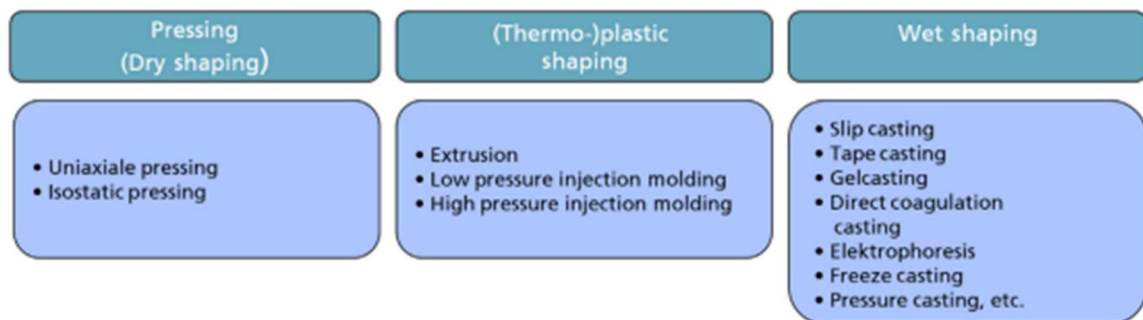 Pressing
(Dry shaping)
• Uniaxiale pressing
• Isostatic pressing
(Thermo-)plastic
shaping
• Extrusion
• Low pressure injection molding
• High pressure injection molding
Wet shaping
• Slip casting
• Tape casting
• Gelcasting
• Direct coagulation
casting
• Elektrophoresis
• Freeze casting
• Pressure casting, etc.